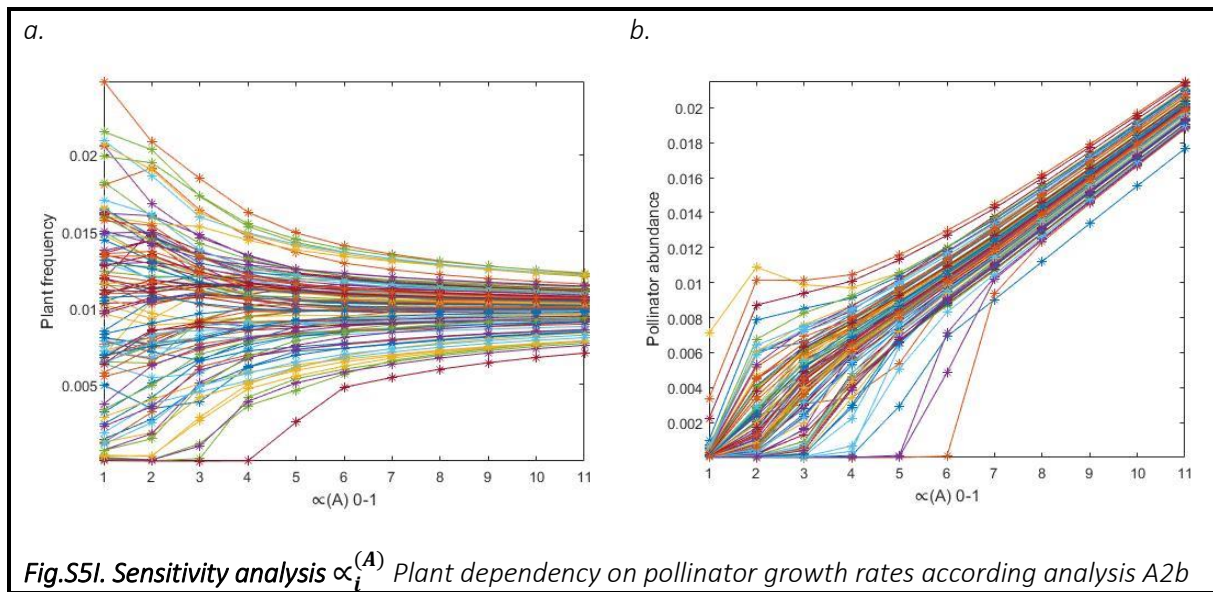 a.
b.
0.02
0.015
0.01
0.005
Plant frequency
1 2 3 4 5 6 7 8 9 10 11
∝(A) 0-1
0.02
0.018
0.016
0.014
0.012
0.01
0.008
0.006
0.004
0.002
Pollinator abundance
1 2 3 4 5 6 7 8 9 10 11
∝(A) 0-1
Fig.S5I. Sensitivity analysis ∝ᵢ⁽ᴬ⁾ Plant dependency on pollinator growth rates according analysis A2b